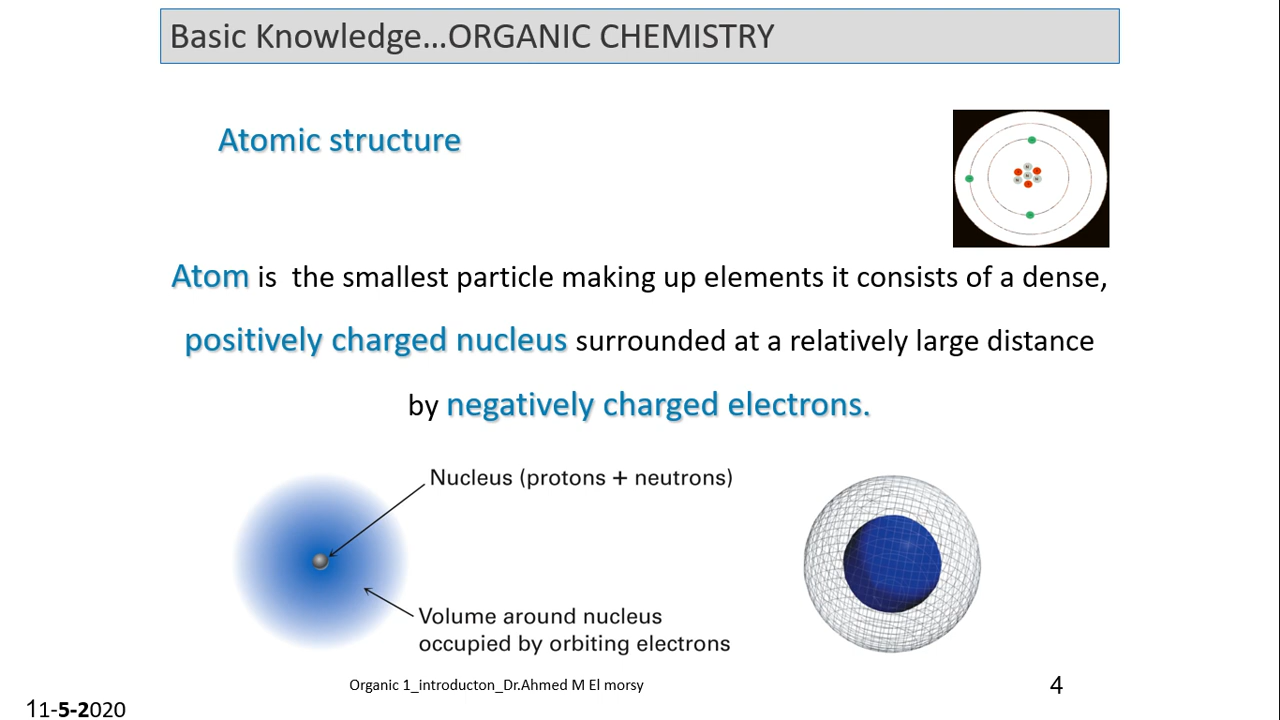 Basic Knowledge...ORGANIC CHEMISTRY
Atomic structure
Atom is the smallest particle making up elements it consists of a dense,
positively charged nucleus surrounded at a relatively large distance
by negatively charged electrons.
Nucleus (protons + neutrons)
Volume around nucleus
occupied by orbiting electrons
Organic 1_introducton_Dr.Ahmed M El morsy
4
11-5-2020